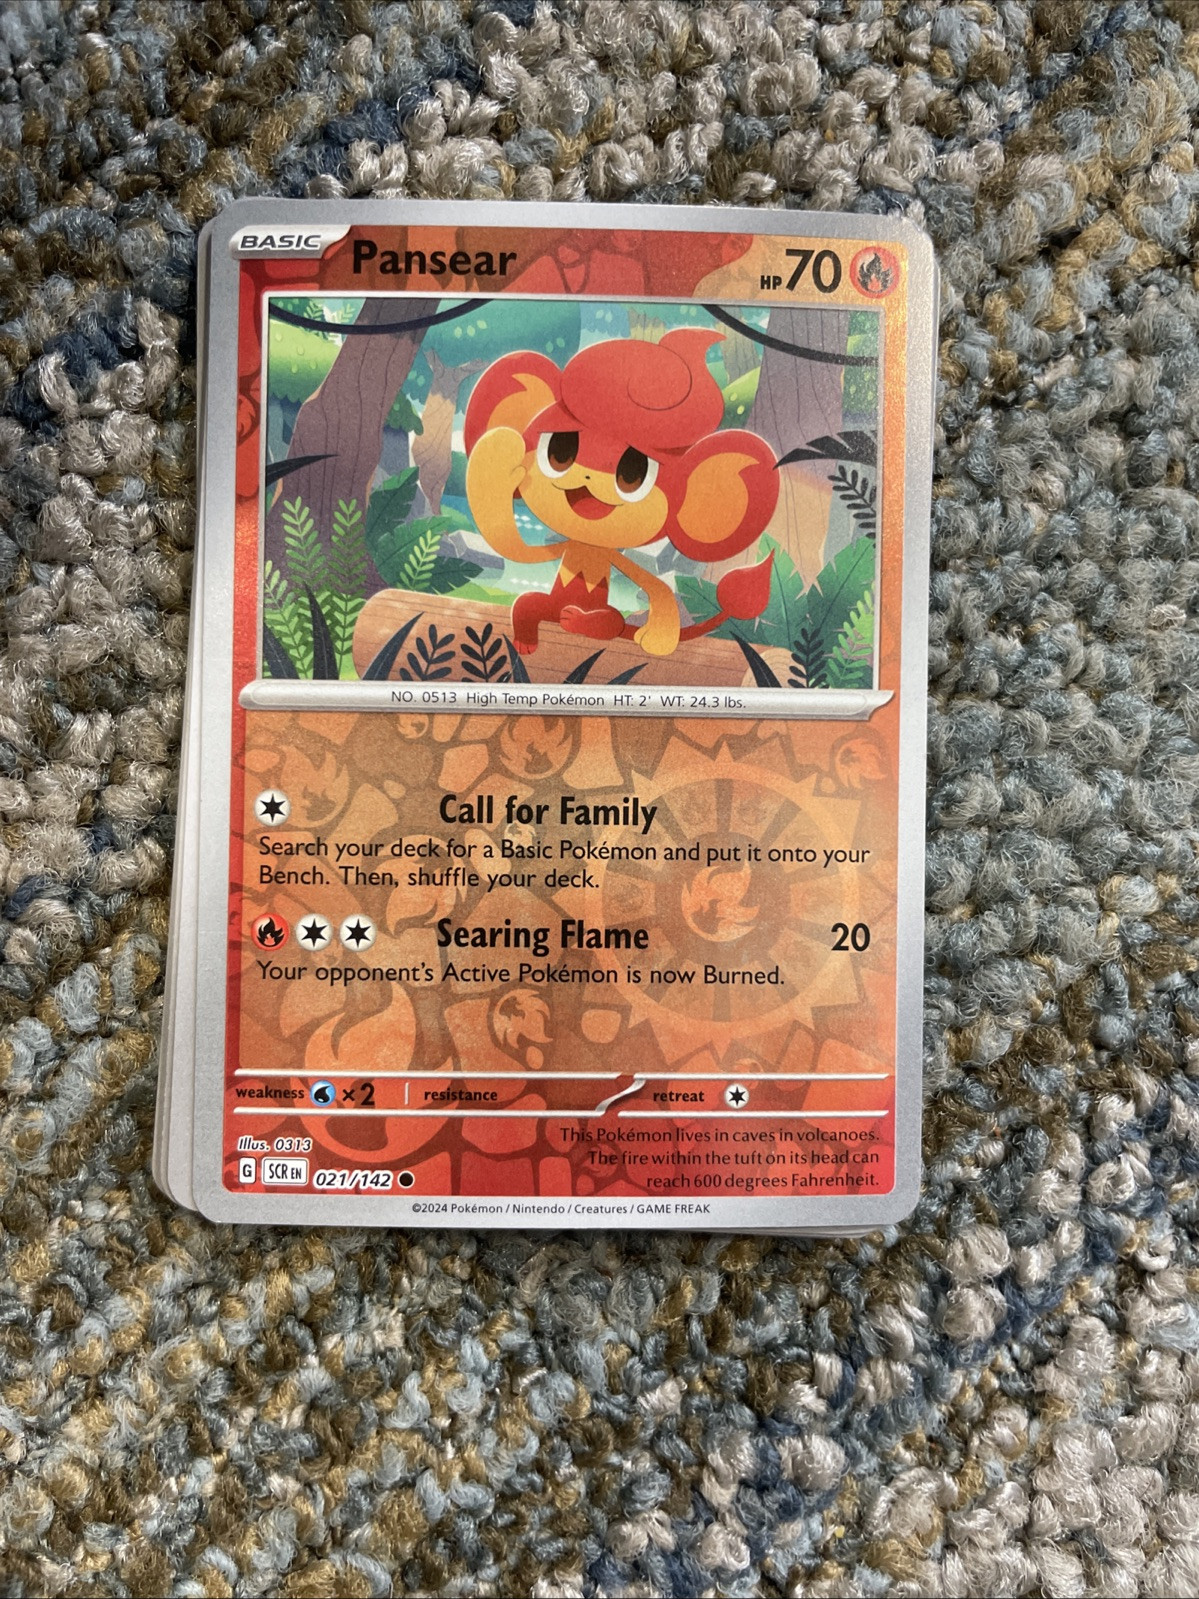 BASIC
Pansear
HP 70
NO. 0513 High Temp Pokémon HT: 2' WT: 24.3 lbs.
Call for Family
Search your deck for a Basic Pokémon and put it onto your
Bench. Then, shuffle your deck.
Searing Flame 20
Your opponent's Active Pokémon is now Burned.
weakness ×2 resistance retreat
Illus. 0313
G SCR EN 021/142
This Pokémon lives in caves in volcanoes.
The fire within the tuft on its head can
reach 600 degrees Fahrenheit.
©2024 Pokémon / Nintendo / Creatures / GAME FREAK